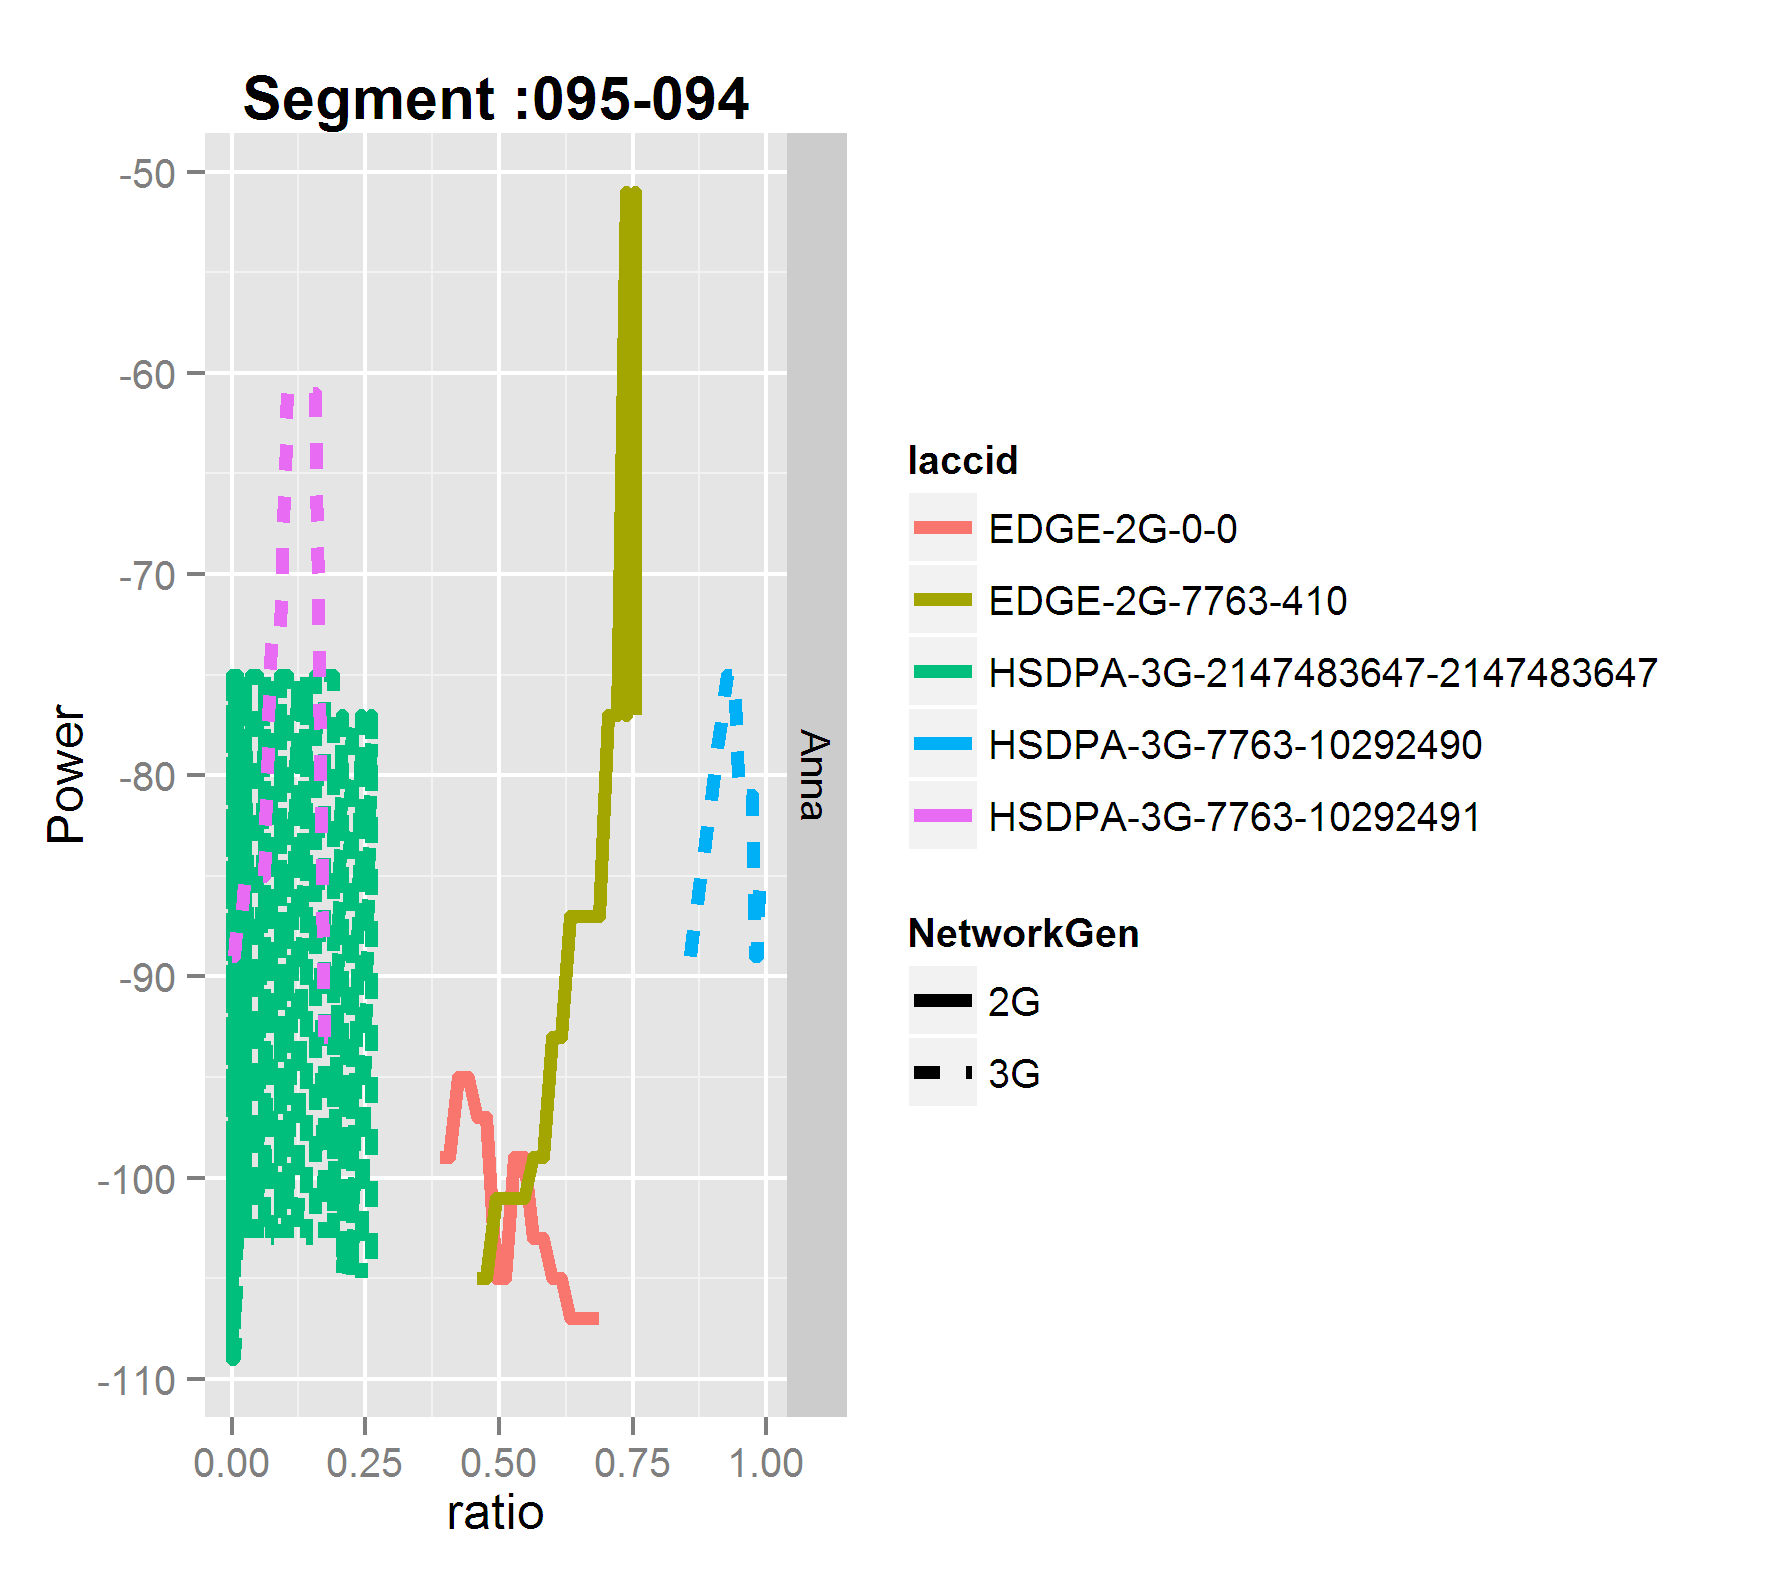 Segment :095-094
-50
-60
-70
-80
-90
-100
-110
Power
0.00 0.25 0.50 0.75 1.00
ratio
Anna
laccid
EDGE-2G-0-0
EDGE-2G-7763-410
HSDPA-3G-2147483647-2147483647
HSDPA-3G-7763-10292490
HSDPA-3G-7763-10292491
NetworkGen
2G
3G